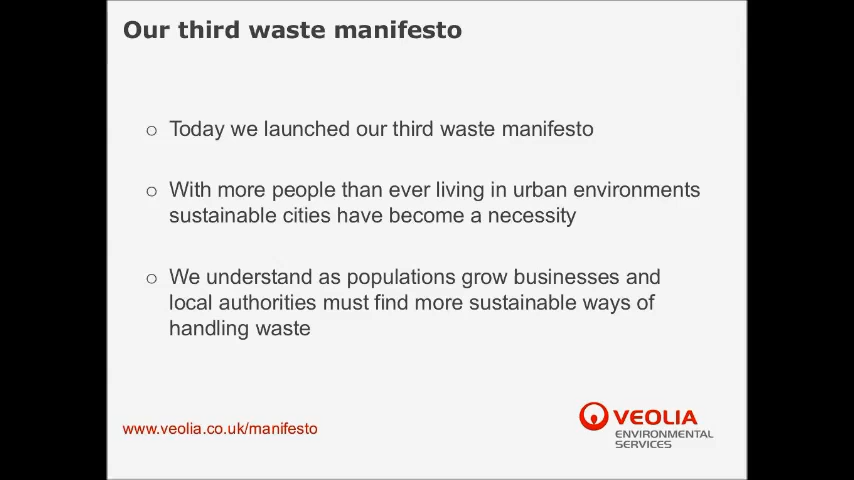 Our third waste manifesto
○ Today we launched our third waste manifesto
○ With more people than ever living in urban environments
sustainable cities have become a necessity
○ We understand as populations grow businesses and
local authorities must find more sustainable ways of
handling waste
www.veolia.co.uk/manifesto
VEOLIA
ENVIRONMENTAL
SERVICES